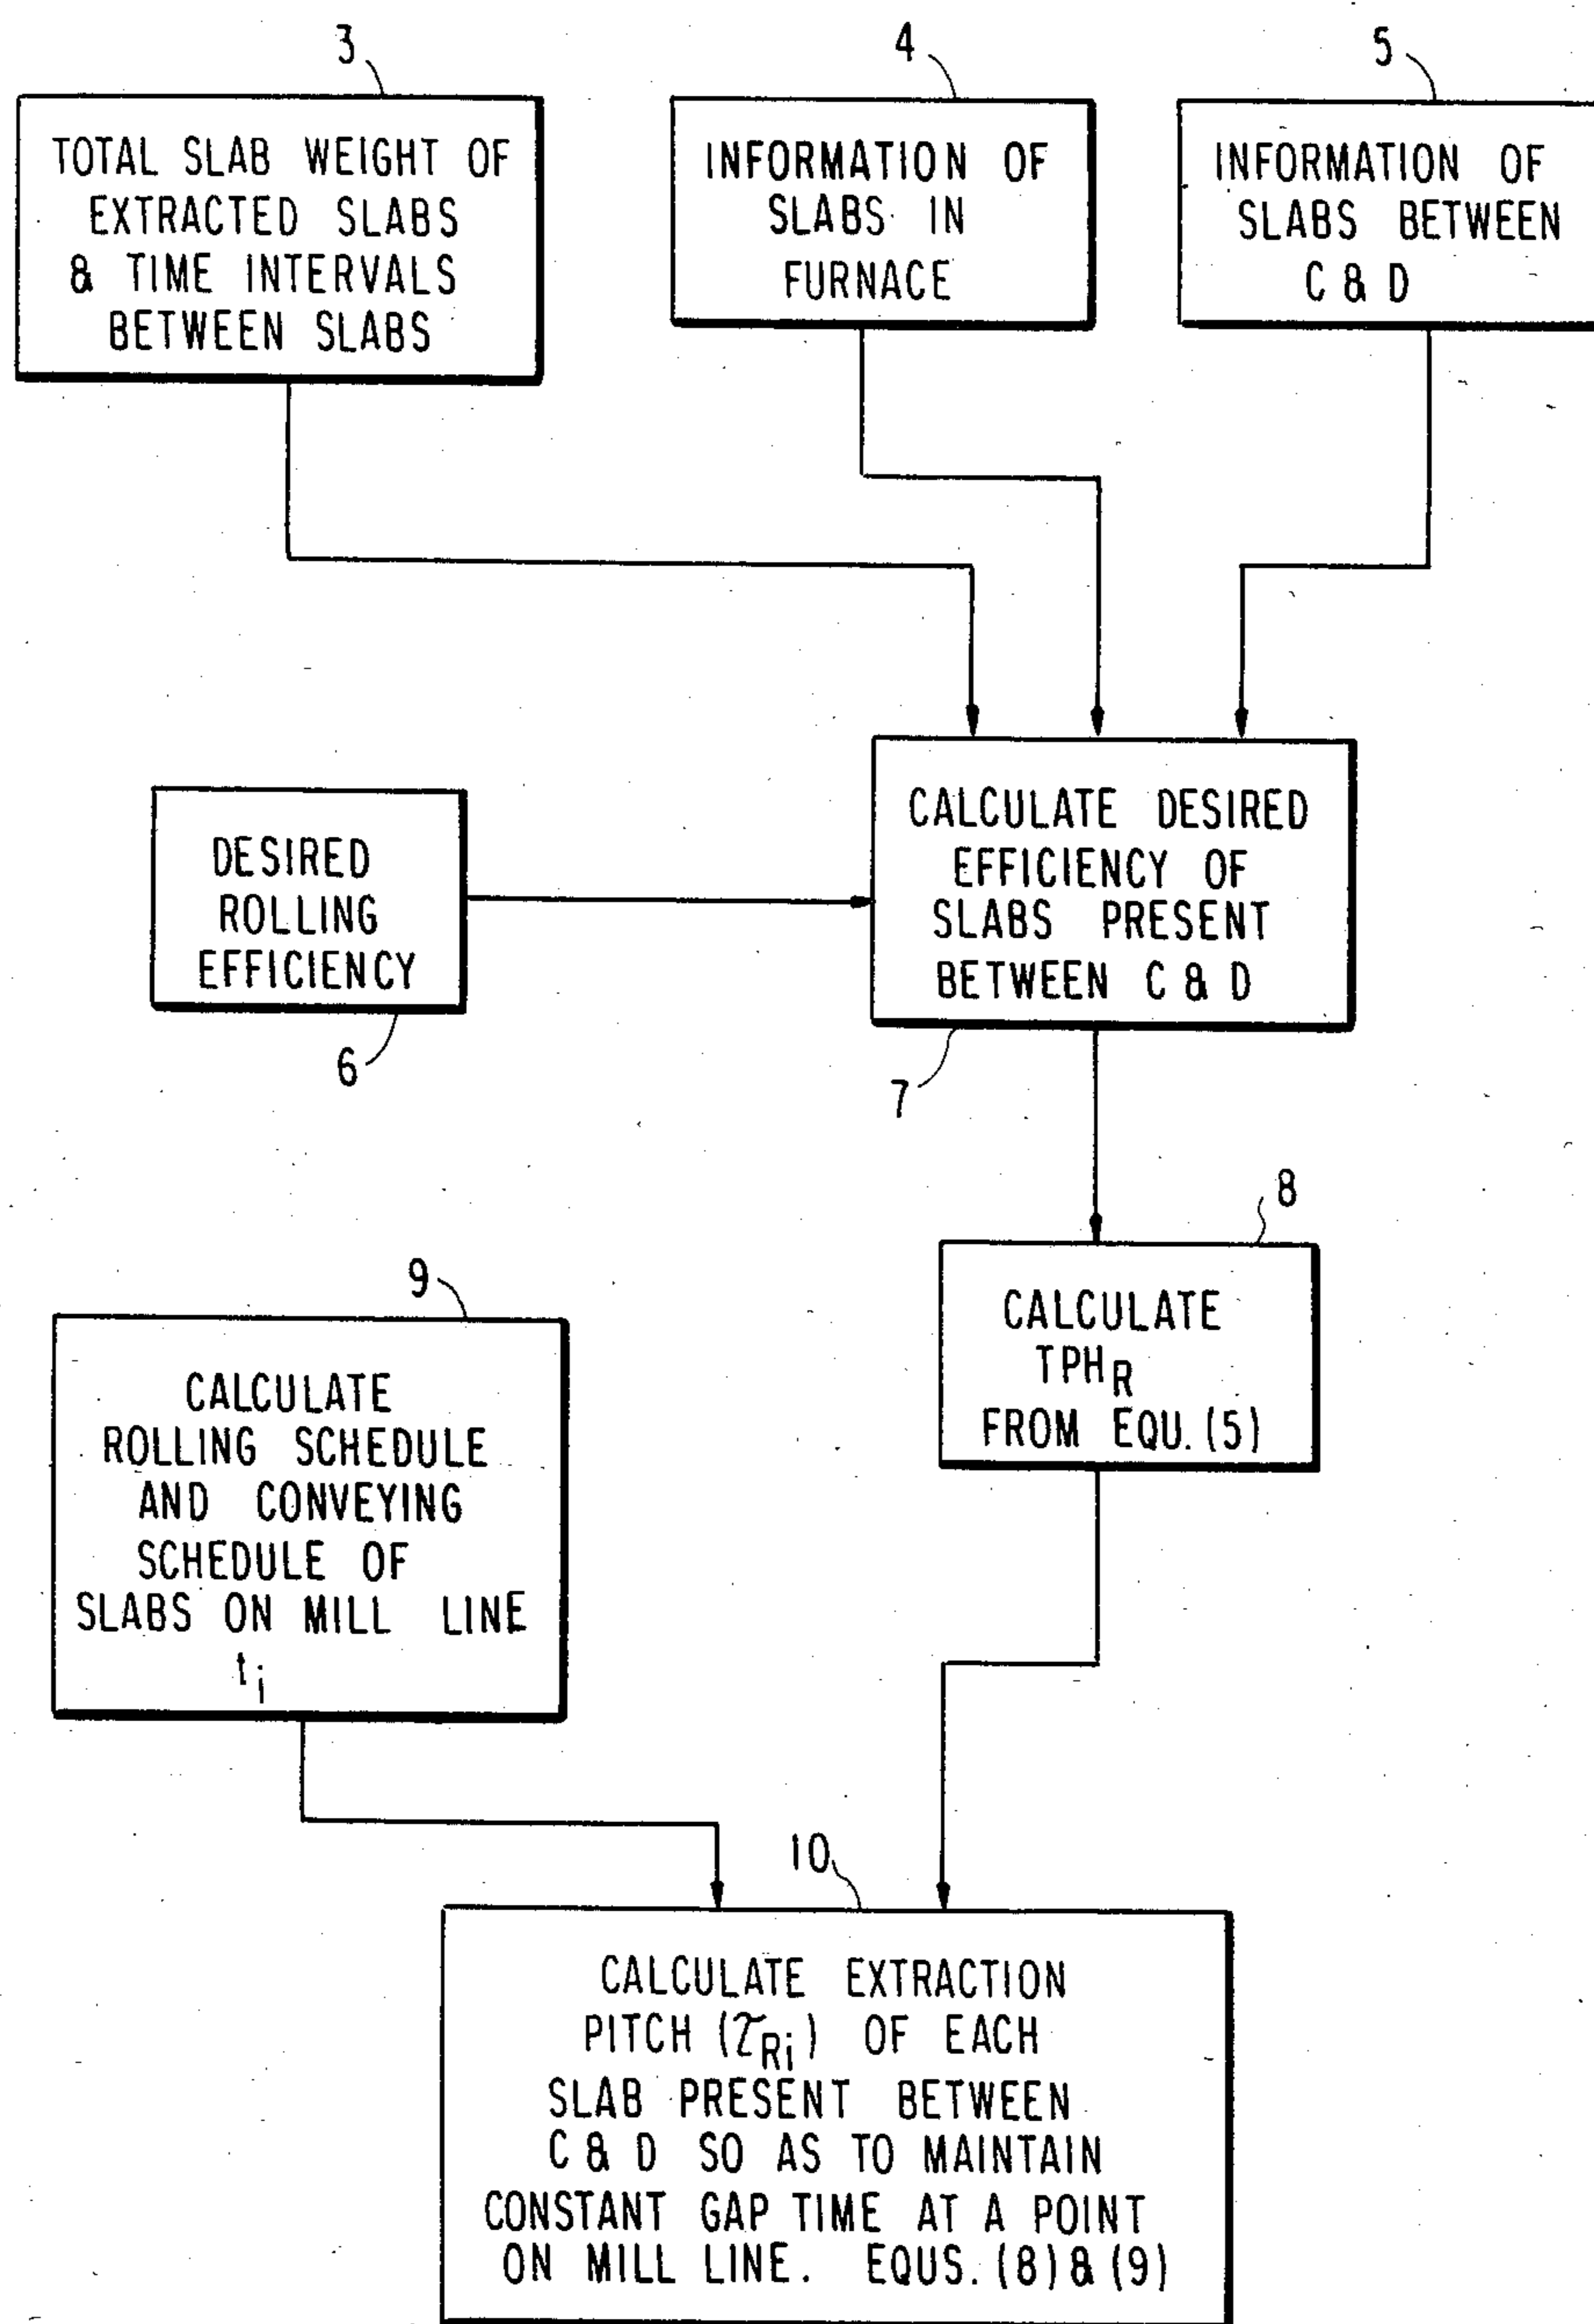 3
TOTAL SLAB WEIGHT OF
EXTRACTED SLABS
& TIME INTERVALS
BETWEEN SLABS
4
INFORMATION OF
SLABS IN
FURNACE
5
INFORMATION OF
SLABS BETWEEN
C & D
DESIRED
ROLLING
EFFICIENCY
6
CALCULATE DESIRED
EFFICIENCY OF
SLABS PRESENT
BETWEEN C & D
7
8
CALCULATE
TPHR
FROM EQU. (5)
9
CALCULATE
ROLLING SCHEDULE
AND CONVEYING
SCHEDULE OF
SLABS ON MILL LINE
ti
10
CALCULATE EXTRACTION
PITCH (τRi) OF EACH
SLAB PRESENT BETWEEN
C & D SO AS TO MAINTAIN
CONSTANT GAP TIME AT A POINT
ON MILL LINE. EQUS. (8) & (9)